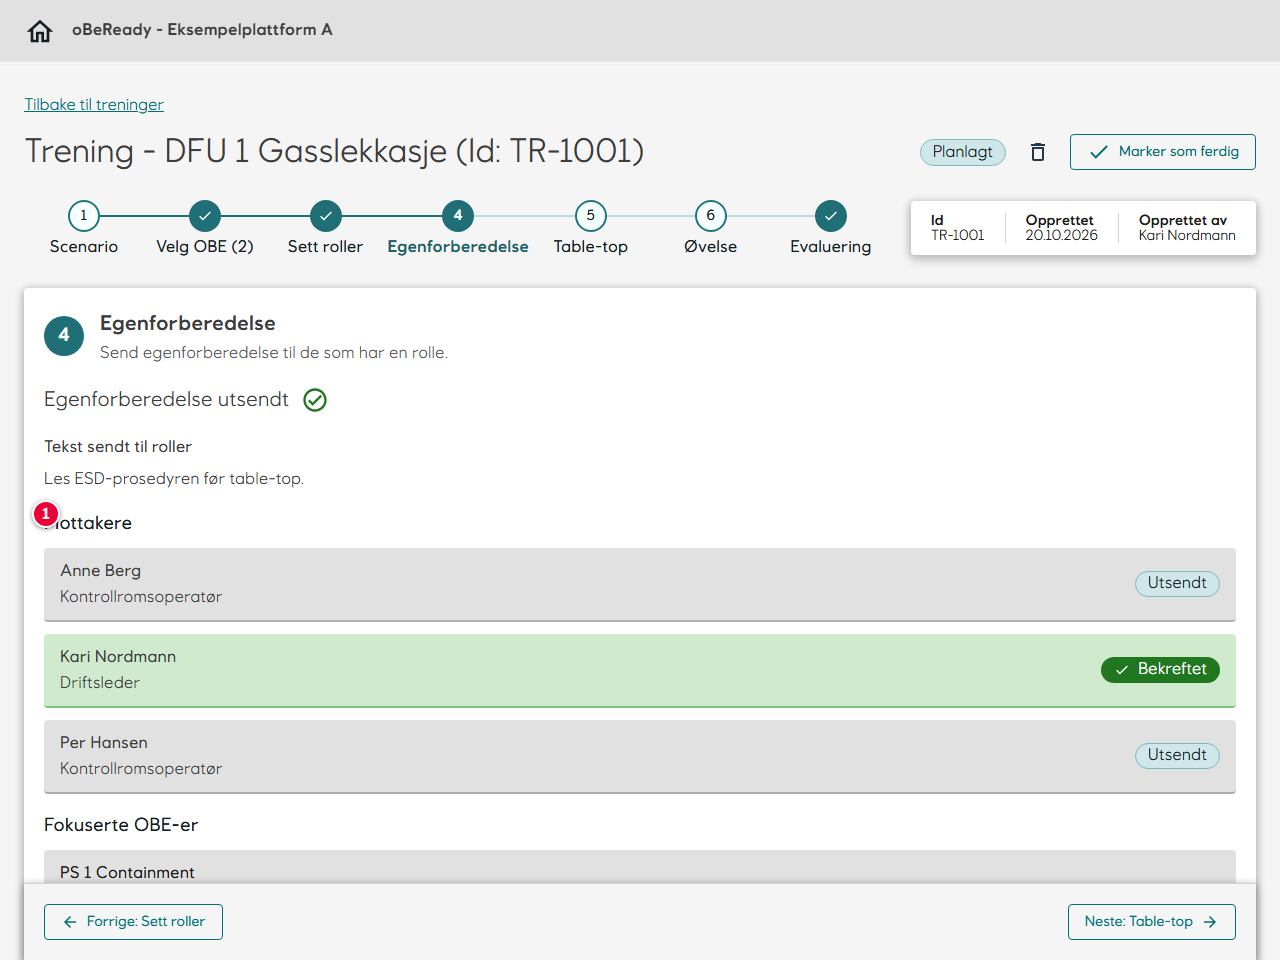 oBeReady - Eksempelplattform A
Tilbake til treninger
Trening - DFU 1 Gasslekkasje (Id: TR-1001)
Planlagt
Marker som ferdig
1
Scenario
Velg OBE (2)
Sett roller
4
Egenforberedelse
5
Table-top
6
Øvelse
Evaluering
Id
TR-1001
Opprettet
20.10.2026
Opprettet av
Kari Nordmann
4
Egenforberedelse
Send egenforberedelse til de som har en rolle.
Egenforberedelse utsendt
Tekst sendt til roller
Les ESD-prosedyren før table-top.
1
Mottakere
Anne Berg
Kontrollromsoperatør
Utsendt
Kari Nordmann
Driftsleder
Bekreftet
Per Hansen
Kontrollromsoperatør
Utsendt
Fokuserte OBE-er
PS 1 Containment
Forrige: Sett roller
Neste: Table-top